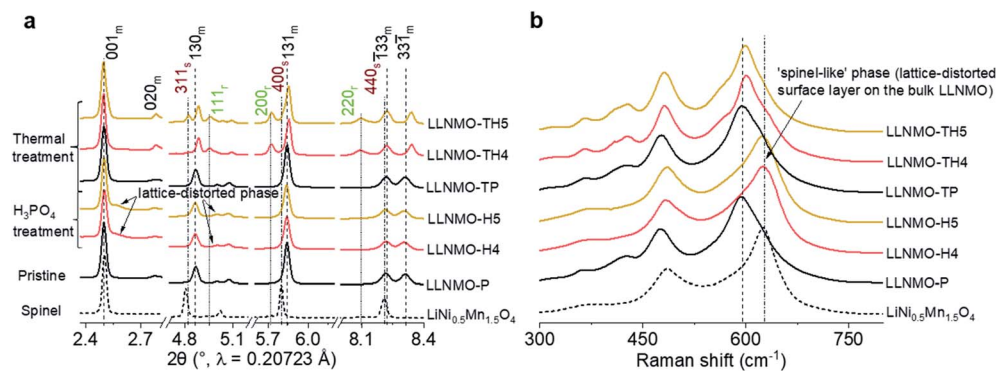 a
001m
020m
311s
130m
111r
200r
400s
131m
220r
440s
1̄33m
33̄1m
Thermal
treatment
H3PO4
treatment
Pristine
Spinel
lattice-distorted phase
LLNMO-TH5
LLNMO-TH4
LLNMO-TP
LLNMO-H5
LLNMO-H4
LLNMO-P
LiNi0.5Mn1.5O4
2.4 2.7 4.8 5.1 5.7 6.0 8.1 8.4
2θ (°, λ = 0.20723 Å)
b
'spinel-like' phase (lattice-distorted
surface layer on the bulk LLNMO)
LLNMO-TH5
LLNMO-TH4
LLNMO-TP
LLNMO-H5
LLNMO-H4
LLNMO-P
LiNi0.5Mn1.5O4
300 450 600 750
Raman shift (cm-1)